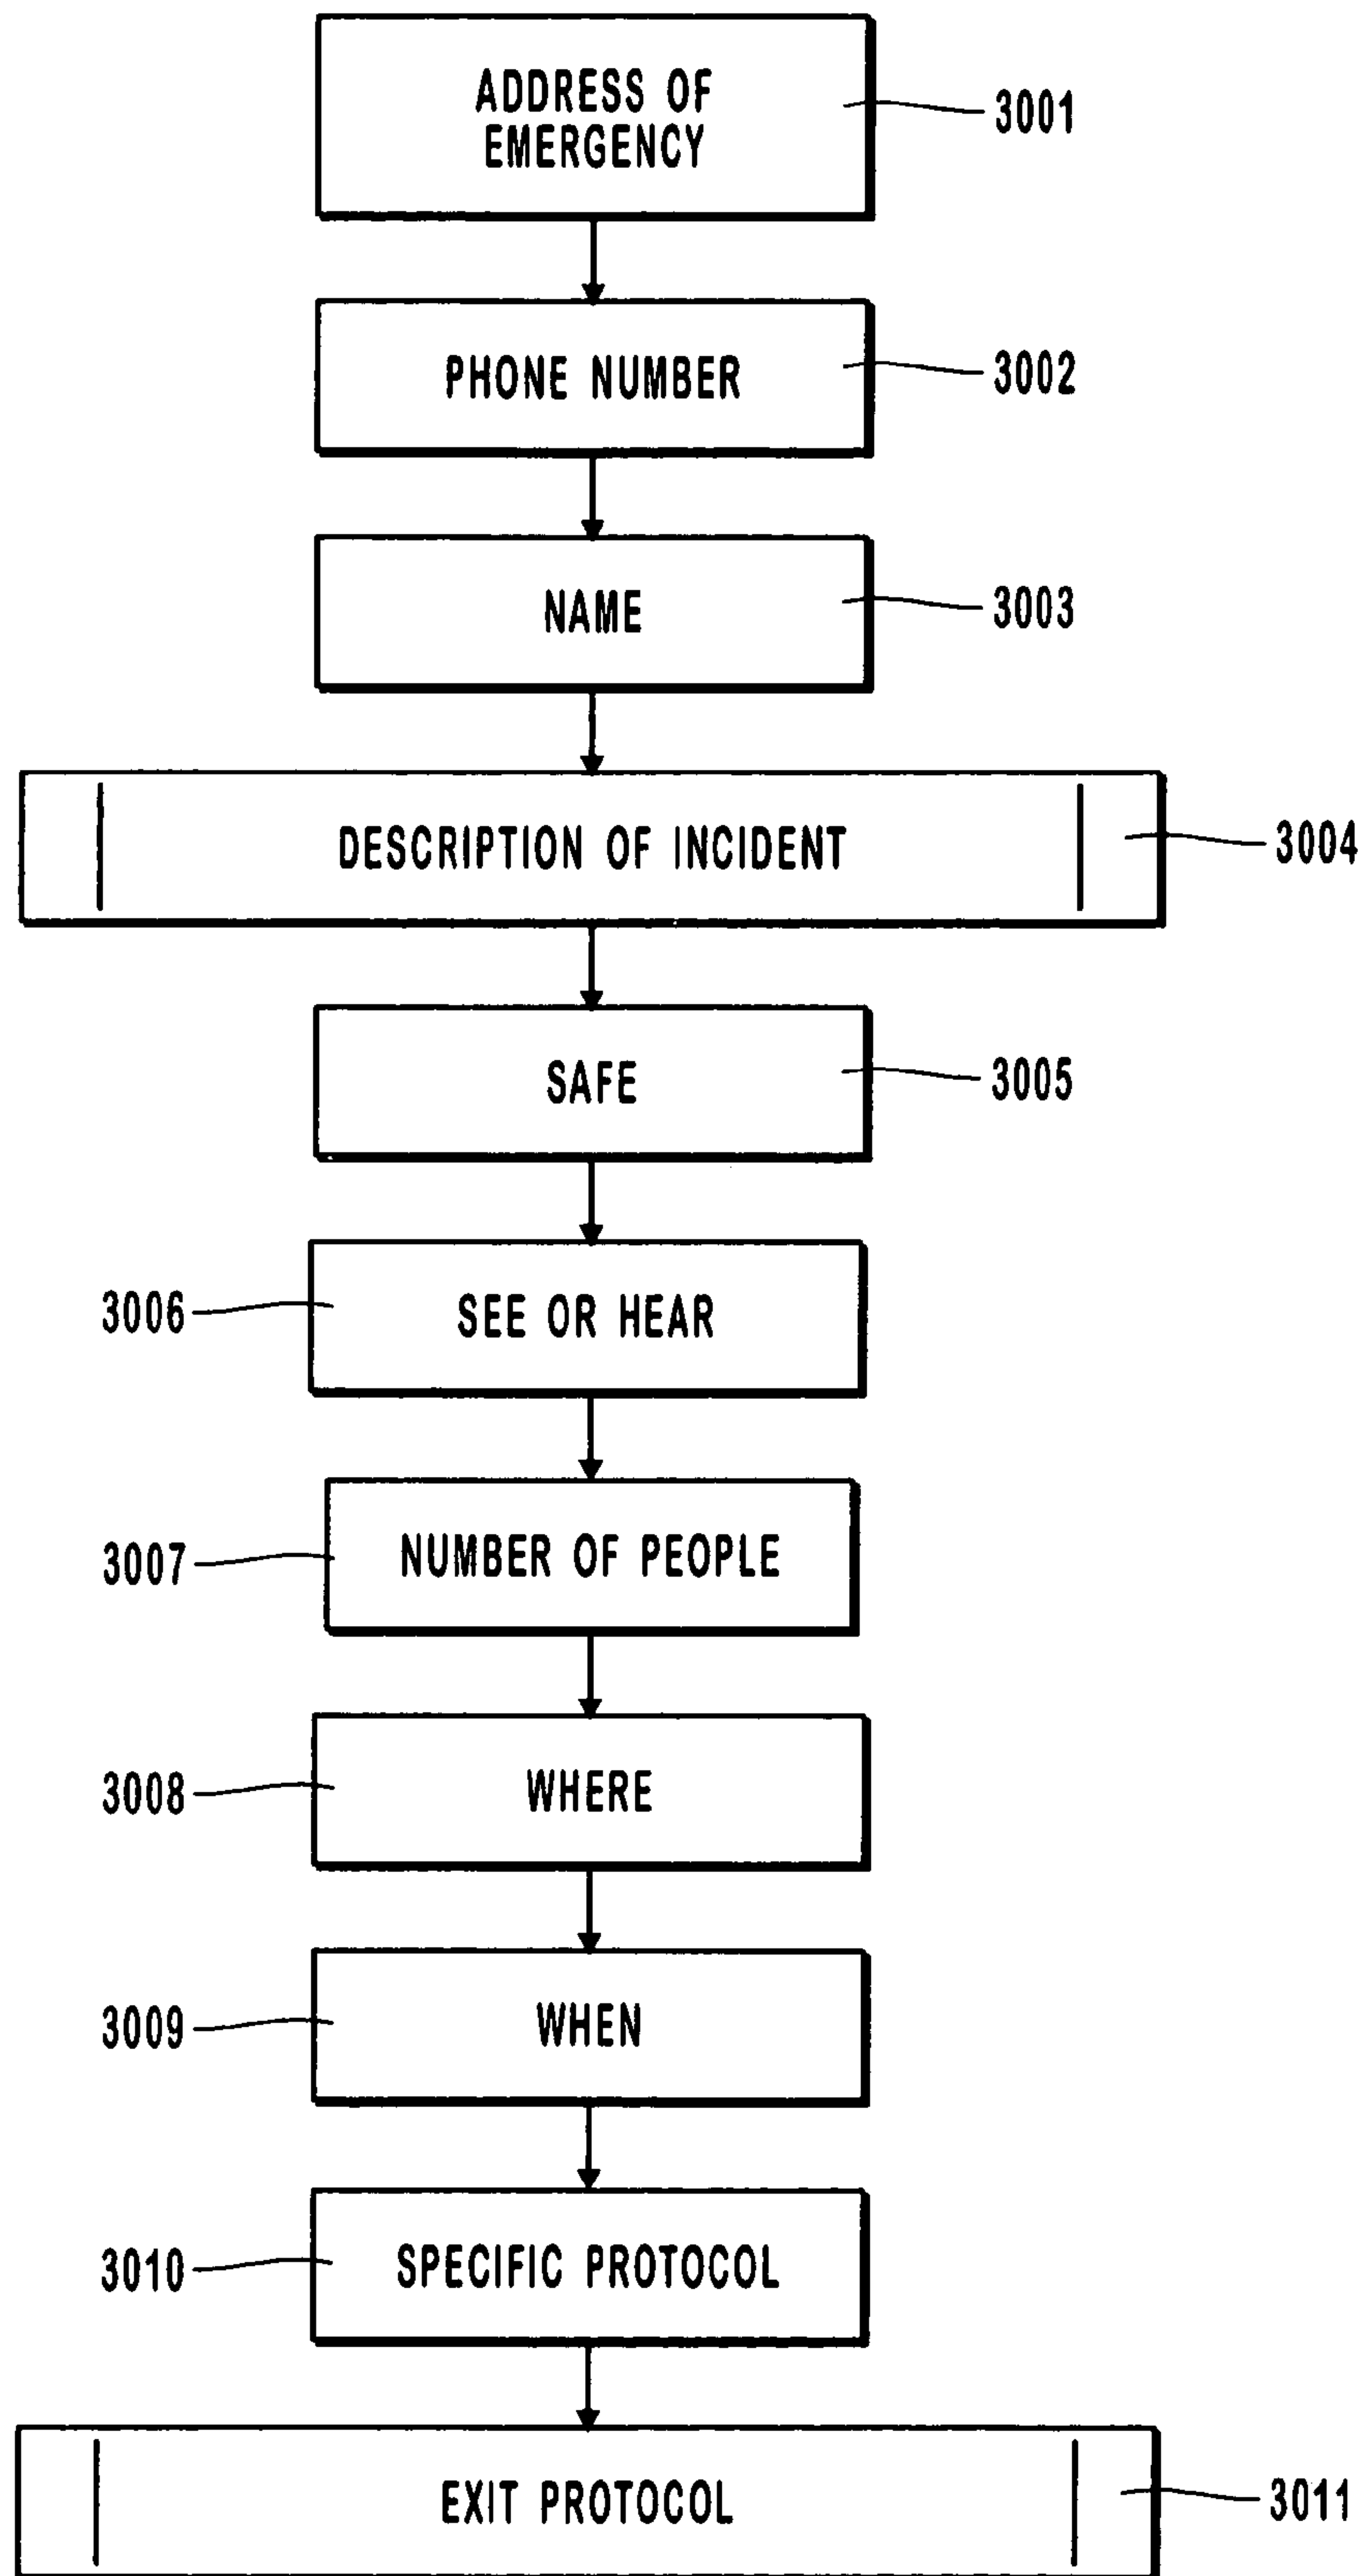 ADDRESS OF
EMERGENCY
3001
PHONE NUMBER
3002
NAME
3003
DESCRIPTION OF INCIDENT
3004
SAFE
3005
3006
SEE OR HEAR
3007
NUMBER OF PEOPLE
3008
WHERE
3009
WHEN
3010
SPECIFIC PROTOCOL
EXIT PROTOCOL
3011